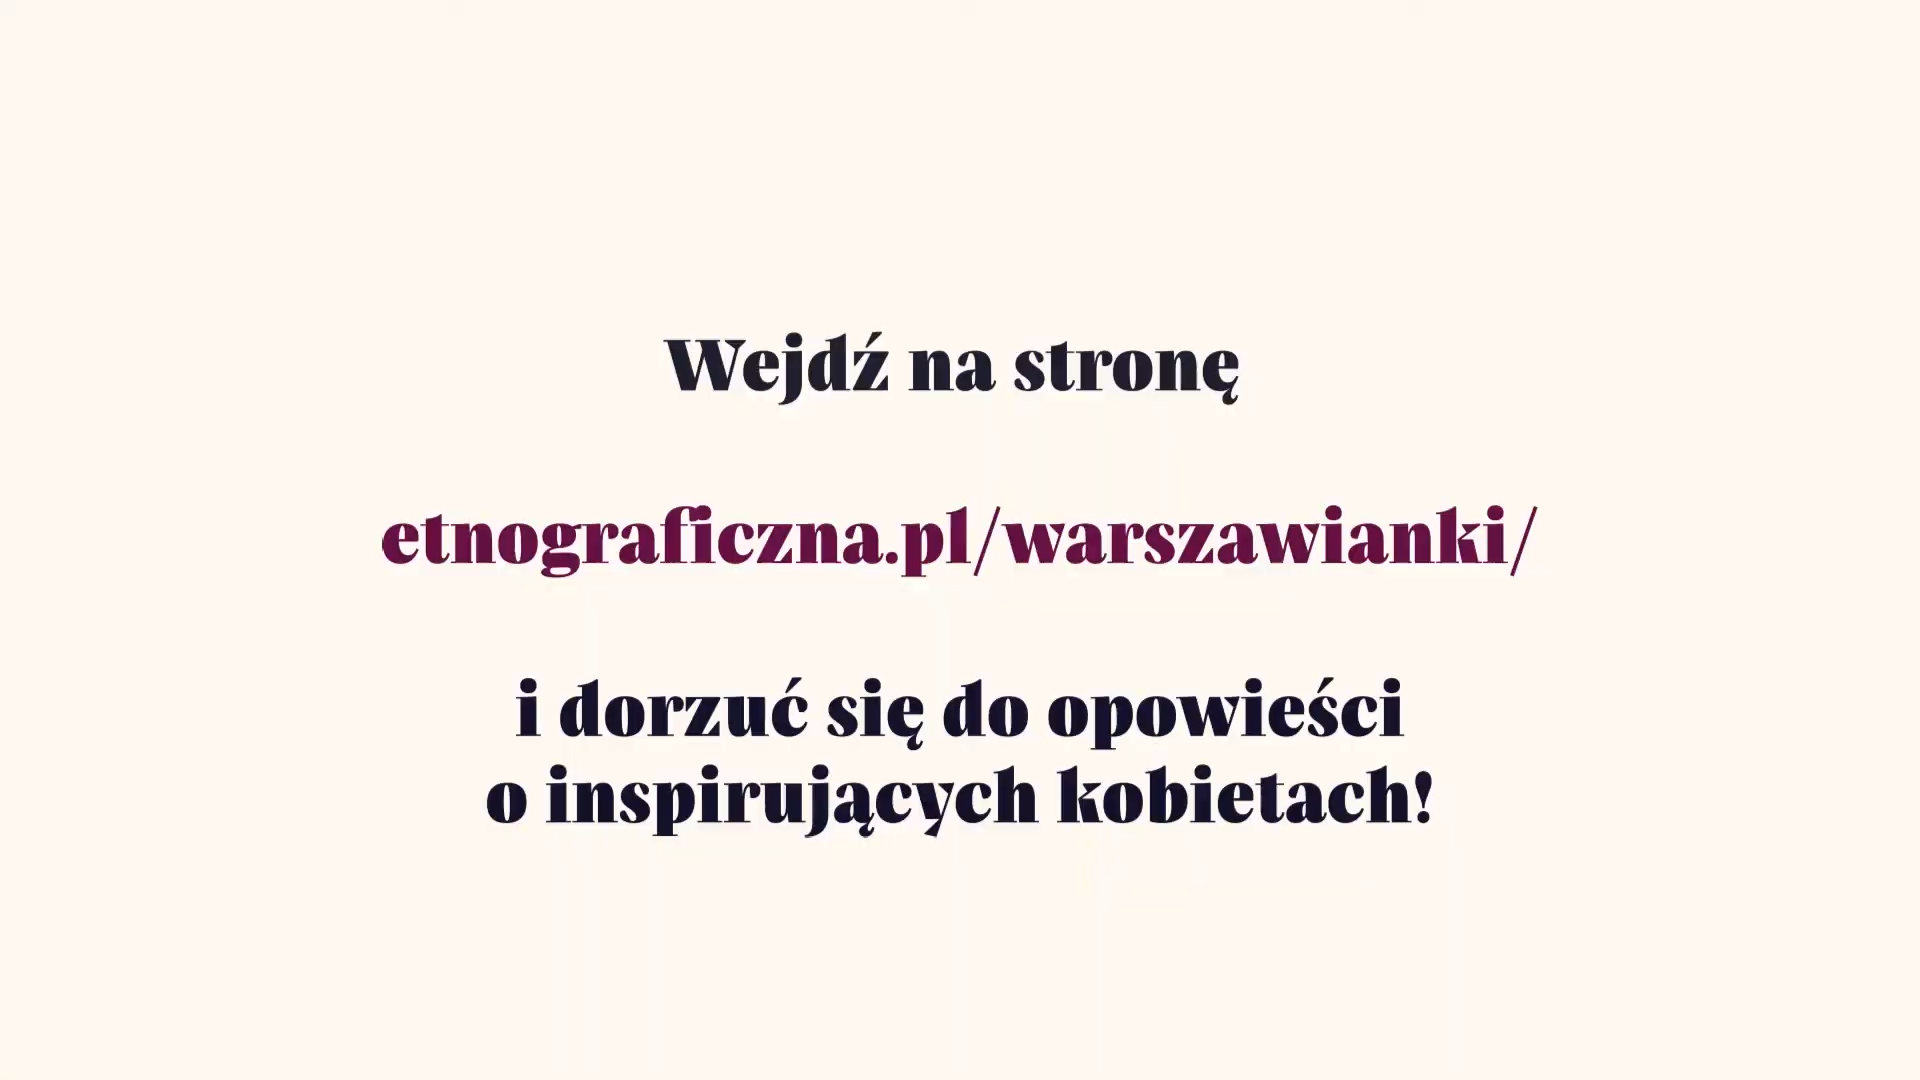 Wejdź na stronę
etnograficzna.pl/warszawianki/
i dorzuć się do opowieści
o inspirujących kobietach!